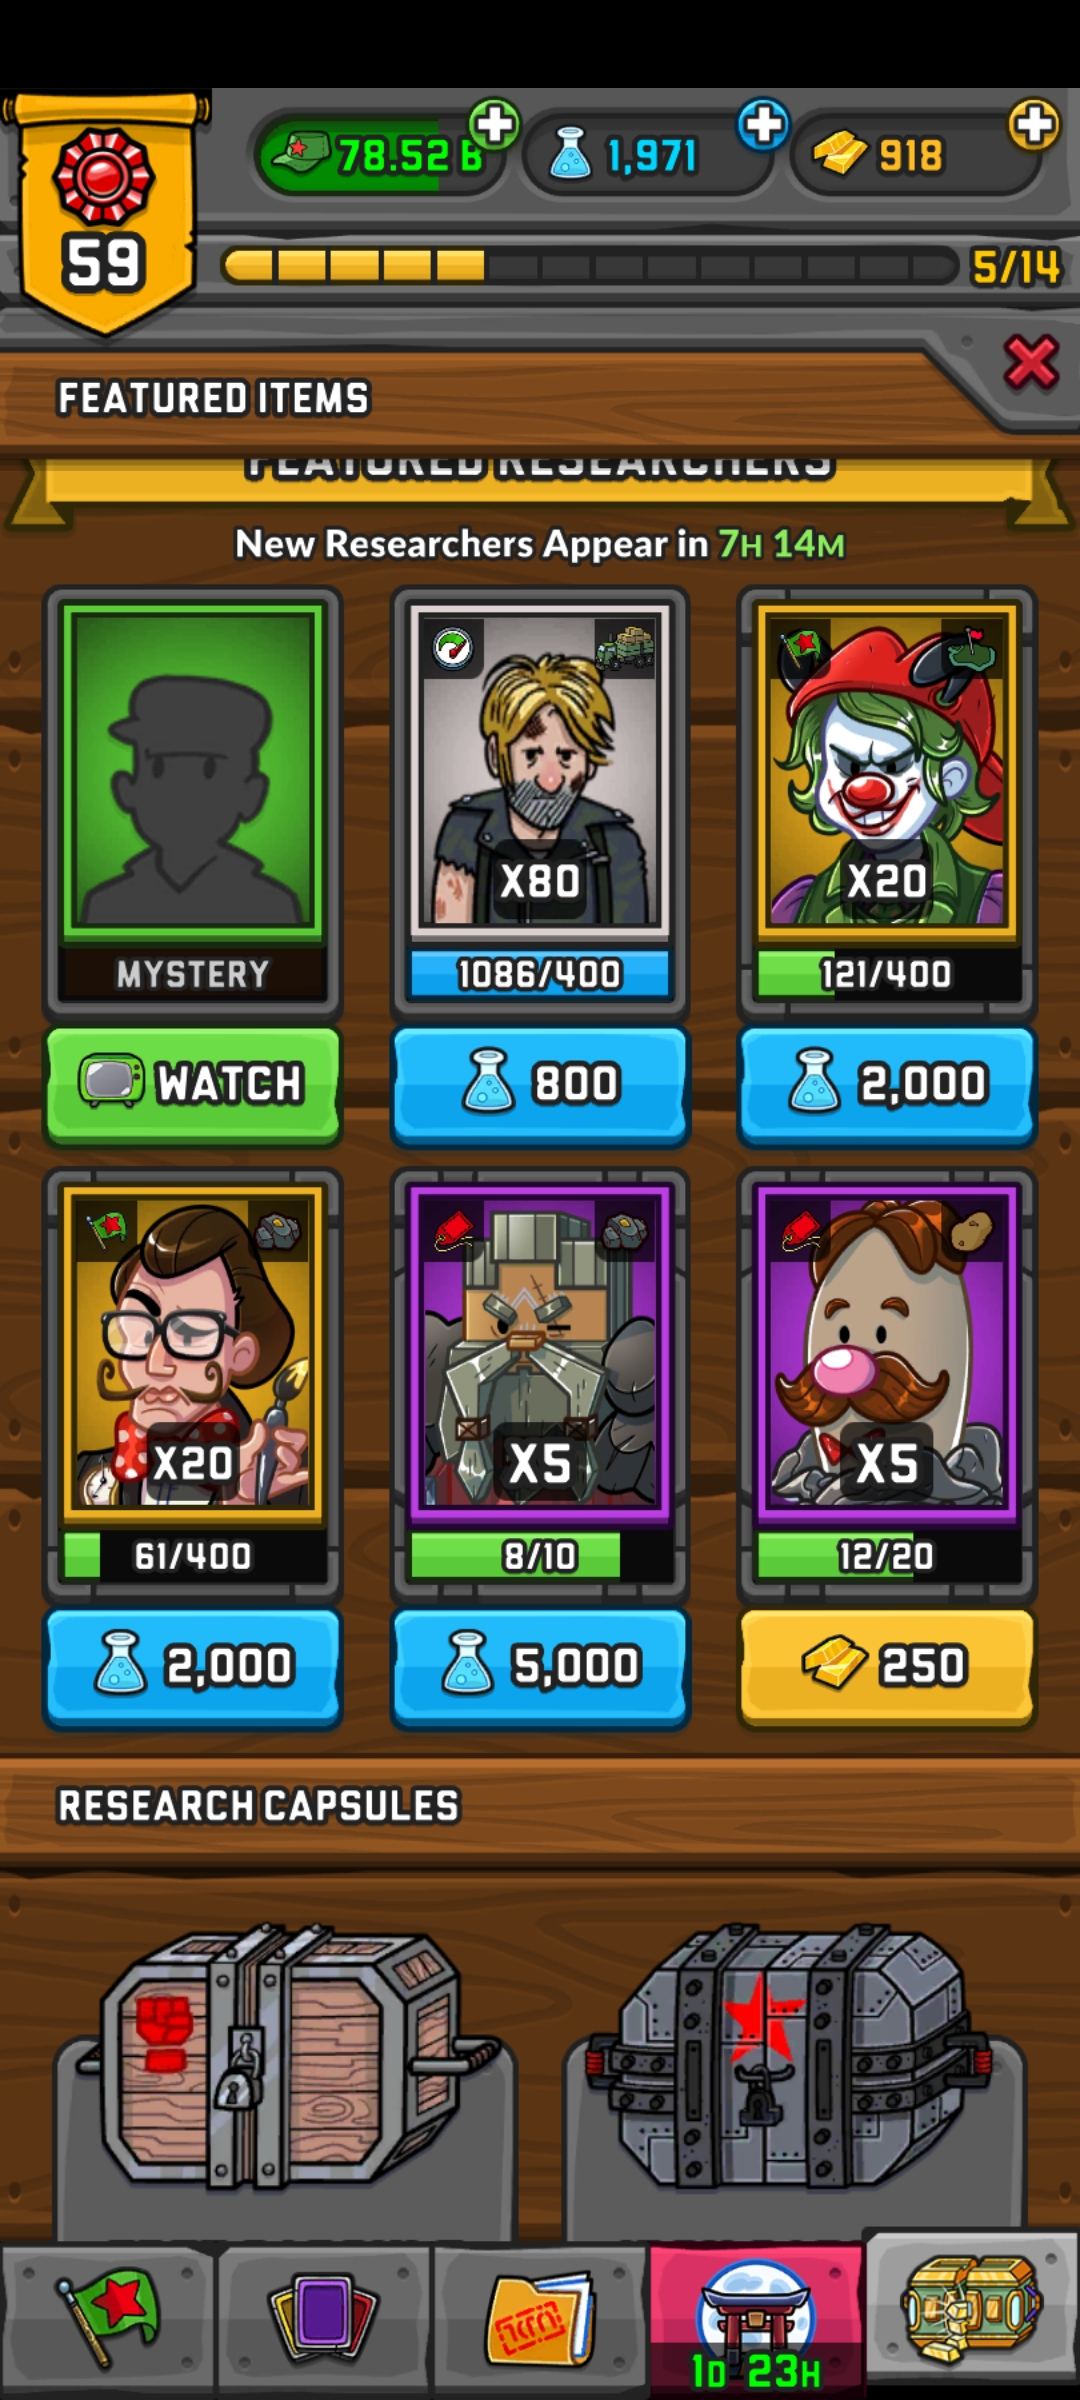 78.52 B
1,971
918
59
5/14
FEATURED ITEMS
FEATURED RESEARCHERS
New Researchers Appear in 7H 14M
X80
X20
MYSTERY
1086/400
121/400
WATCH
800
2,000
X20
X5
X5
61/400
8/10
12/20
2,000
5,000
250
RESEARCH CAPSULES
1D 23H